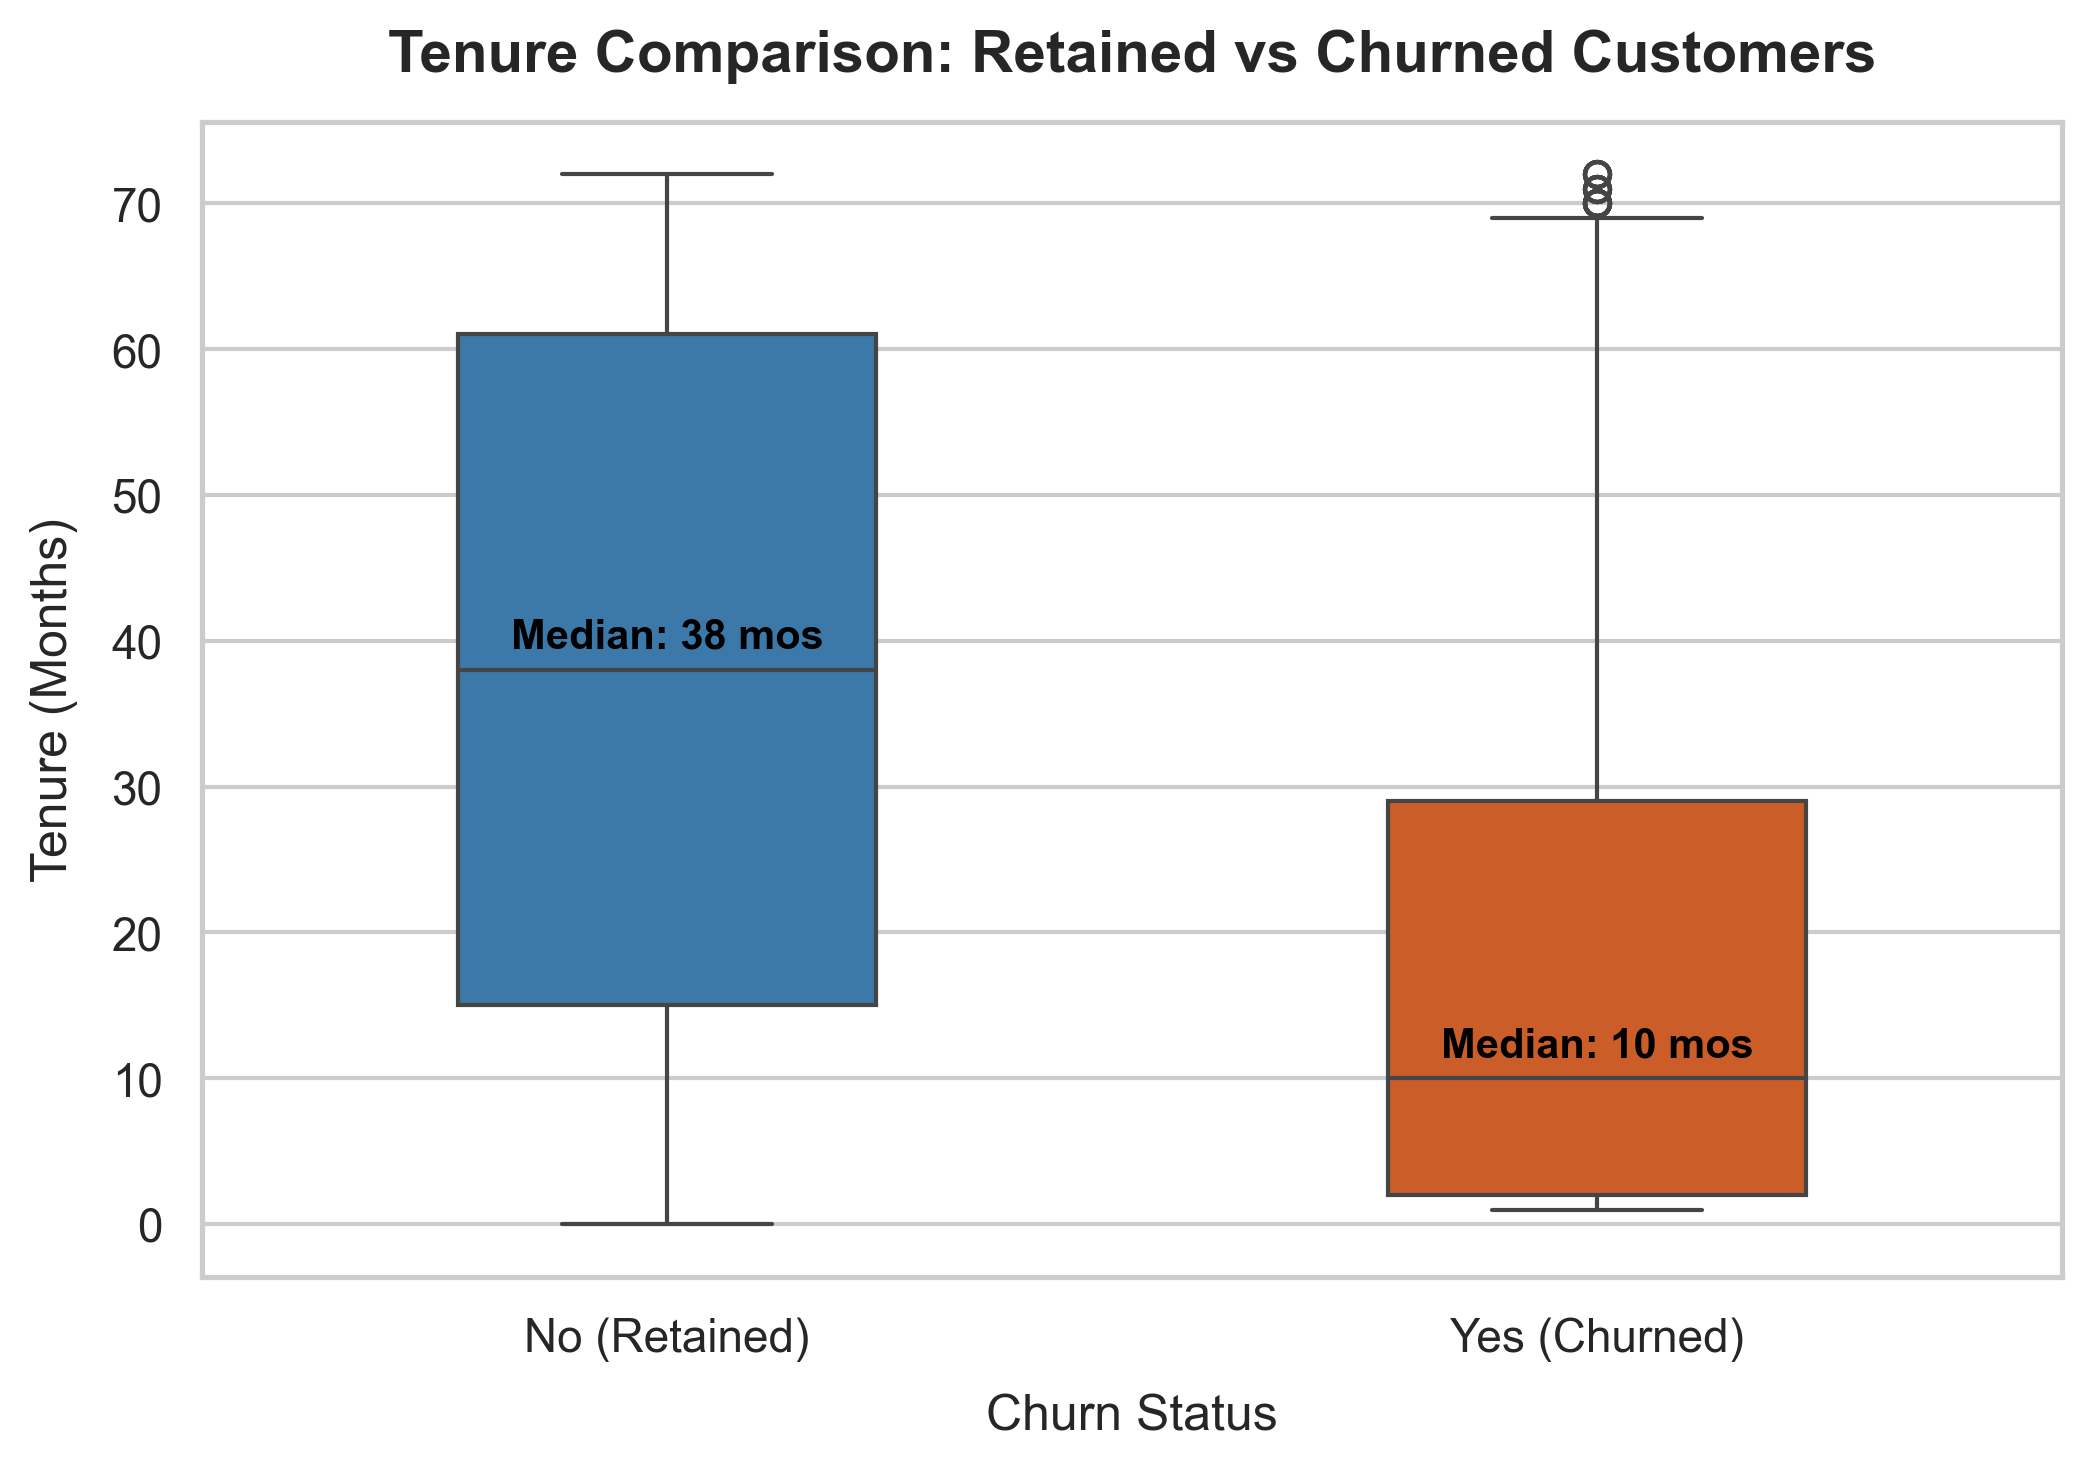 Tenure Comparison: Retained vs Churned Customers
Tenure (Months)
70
60
50
40
30
20
10
0
Median: 38 mos
Median: 10 mos
No (Retained)
Yes (Churned)
Churn Status